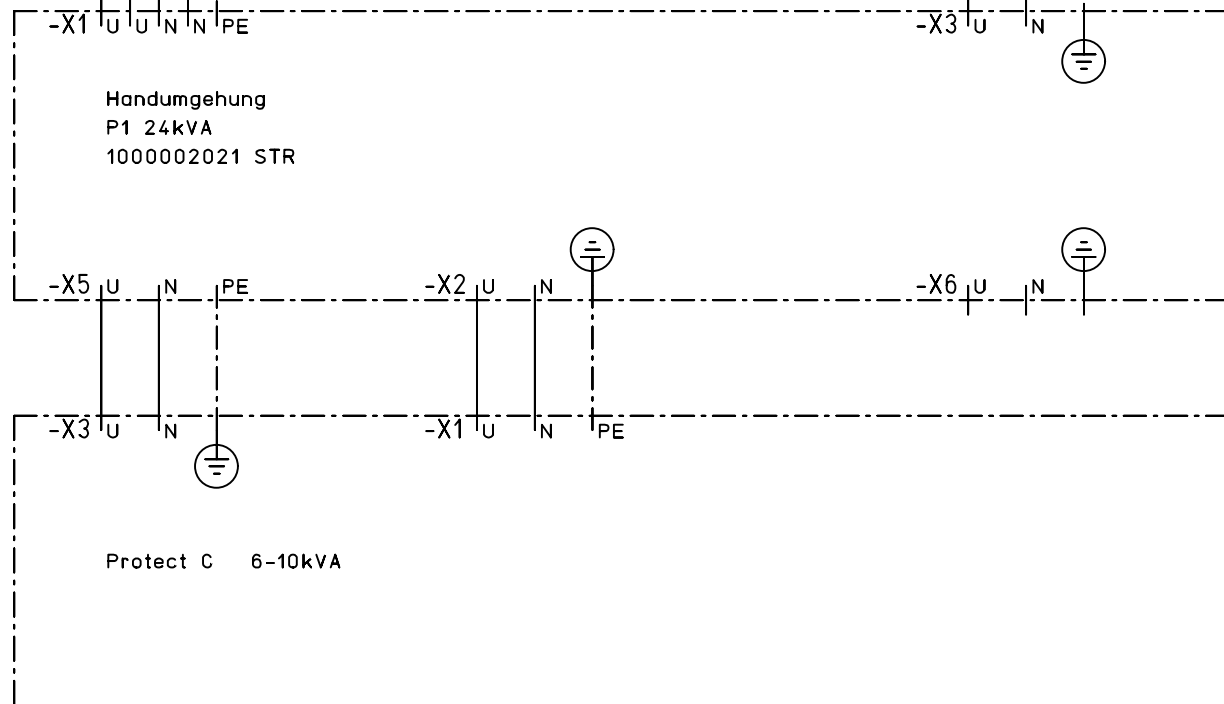 -X1 U U N N PE -X3 U N
Handumgehung
P1 24kVA
1000002021 STR
-X5 U N PE -X2 U N -X6 U N
-X3 U N -X1 U N PE
Protect C 6-10kVA